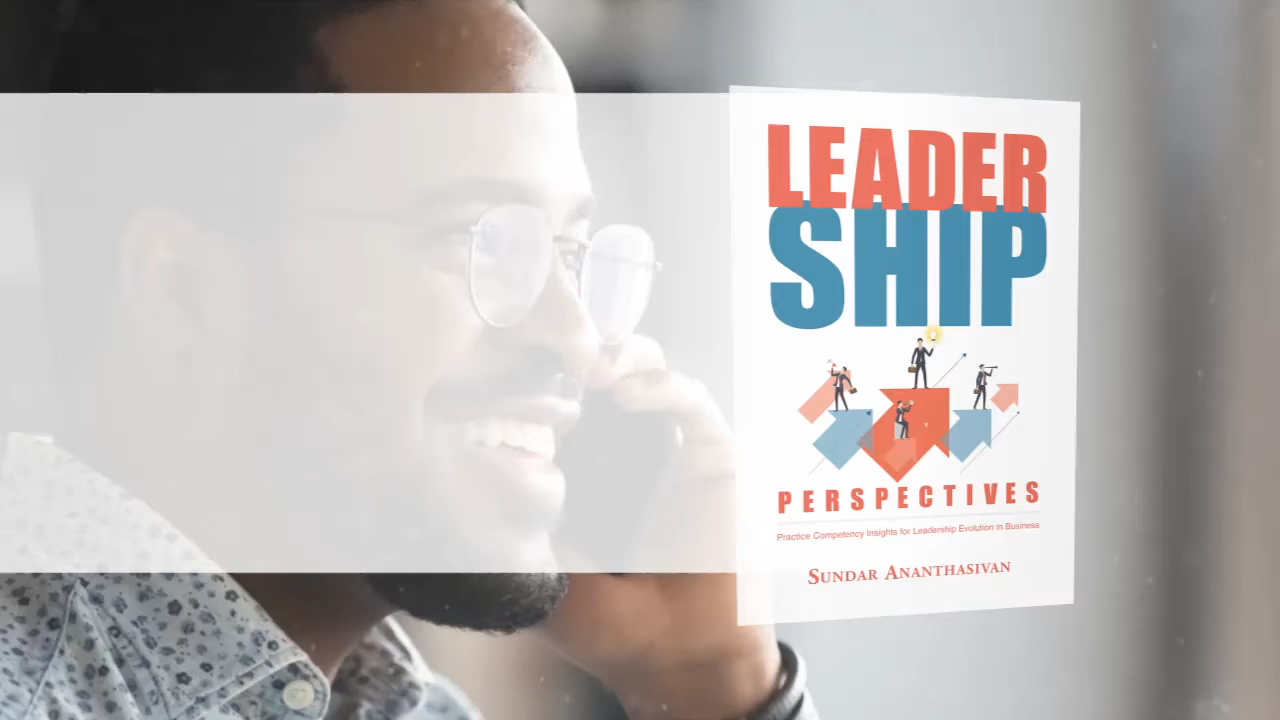 LEADER
SHIP
PERSPECTIVES
Practice Competency Insights for Leadership Evolution in Business
SUNDAR ANANTHASIVAN